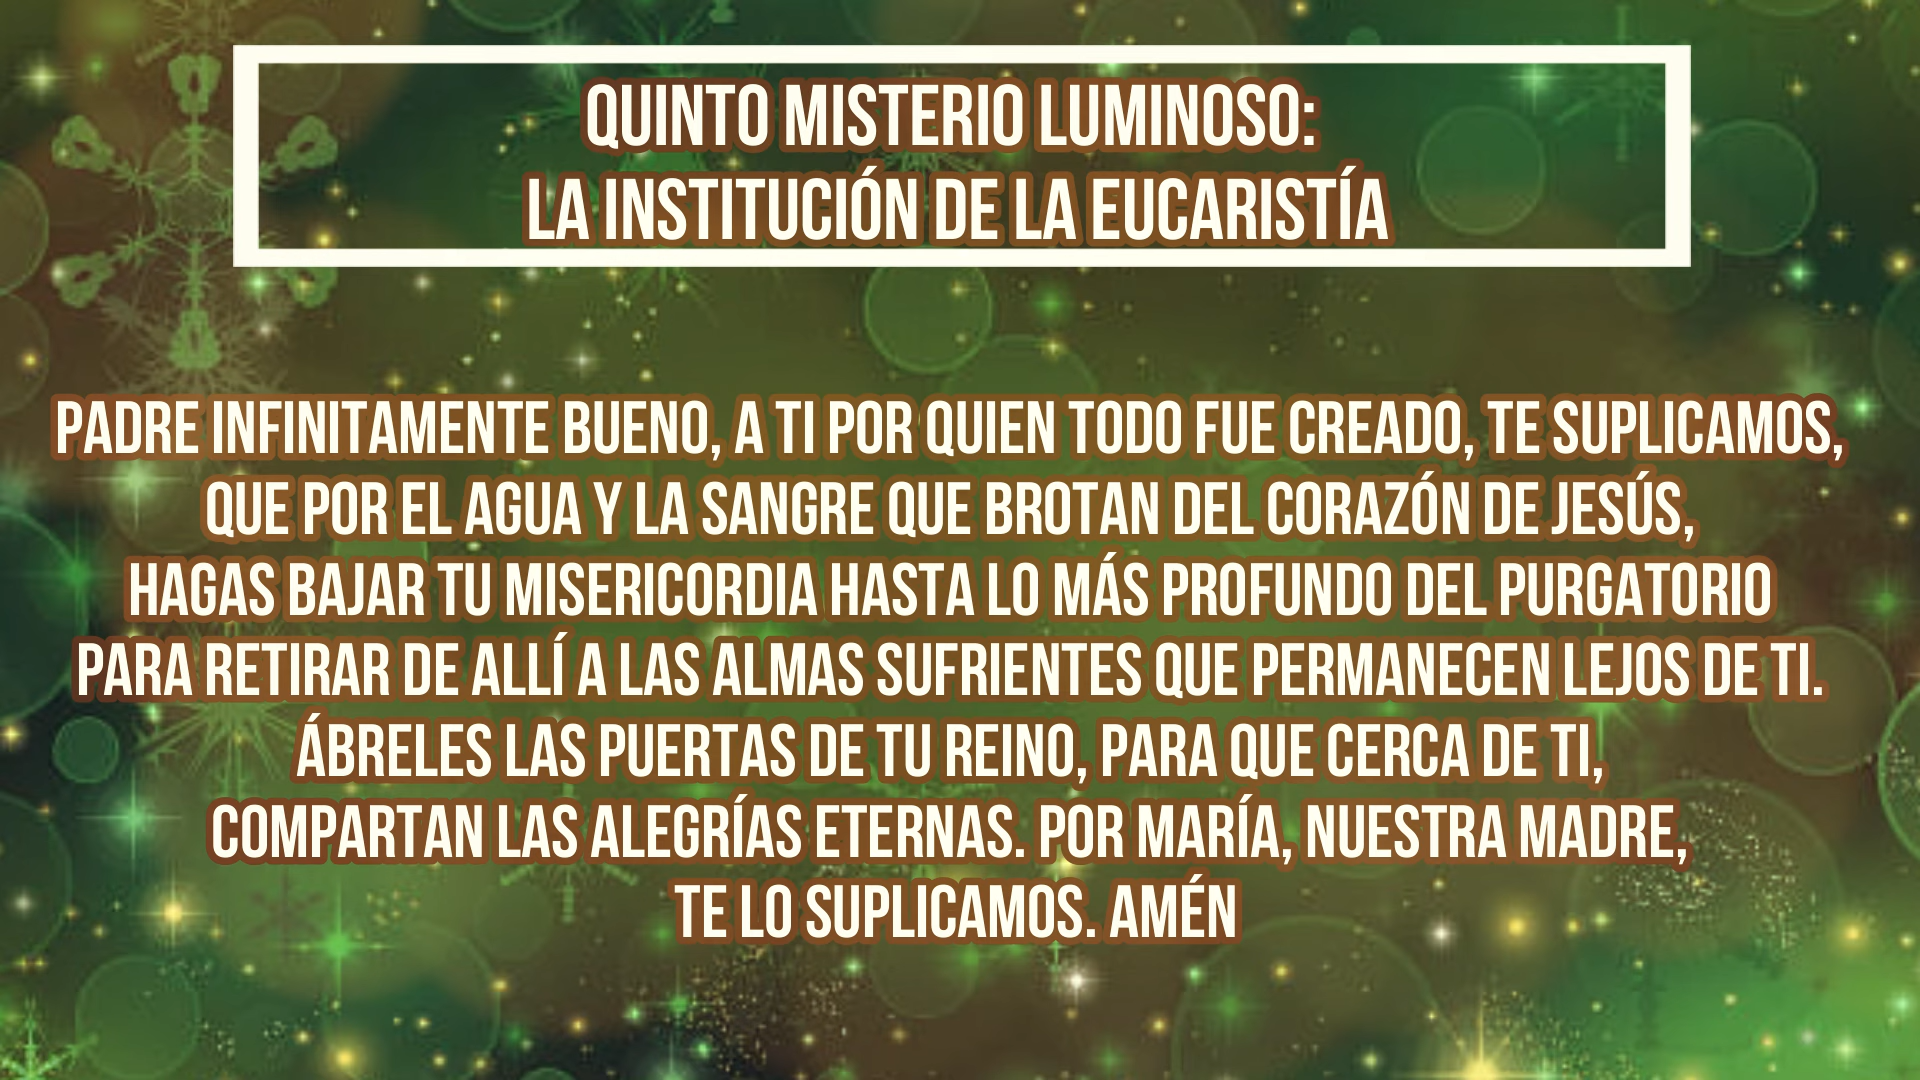 QUINTO MISTERIO LUMINOSO:
LA INSTITUCIÓN DE LA EUCARISTÍA
PADRE INFINITAMENTE BUENO, A TI POR QUIEN TODO FUE CREADO, TE SUPLICAMOS,
QUE POR EL AGUA Y LA SANGRE QUE BROTAN DEL CORAZÓN DE JESÚS,
HAGAS BAJAR TU MISERICORDIA HASTA LO MÁS PROFUNDO DEL PURGATORIO
PARA RETIRAR DE ALLÍ A LAS ALMAS SUFRIENTES QUE PERMANECEN LEJOS DE TI.
ÁBRELES LAS PUERTAS DE TU REINO, PARA QUE CERCA DE TI,
COMPARTAN LAS ALEGRÍAS ETERNAS. POR MARÍA, NUESTRA MADRE,
TE LO SUPLICAMOS. AMÉN